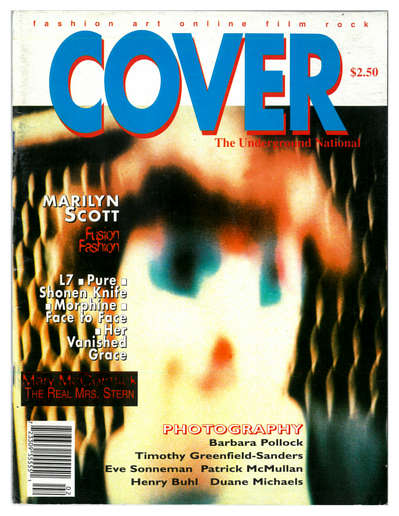 fashion art online film rock
COVER
$2.50
The Underground National
MARILYN
SCOTT
Fusion
Fashion
L7 ▪ Pure ▪
Shonen Knife
▪ Morphine ▪
Face to Face
▪ Her
Vanished
Grace
Mary McCormick
THE REAL MRS. STERN
PHOTOGRAPHY
Barbara Pollock
Timothy Greenfield-Sanders
Eve Sonneman Patrick McMullan
Henry Buhl Duane Michaels
02